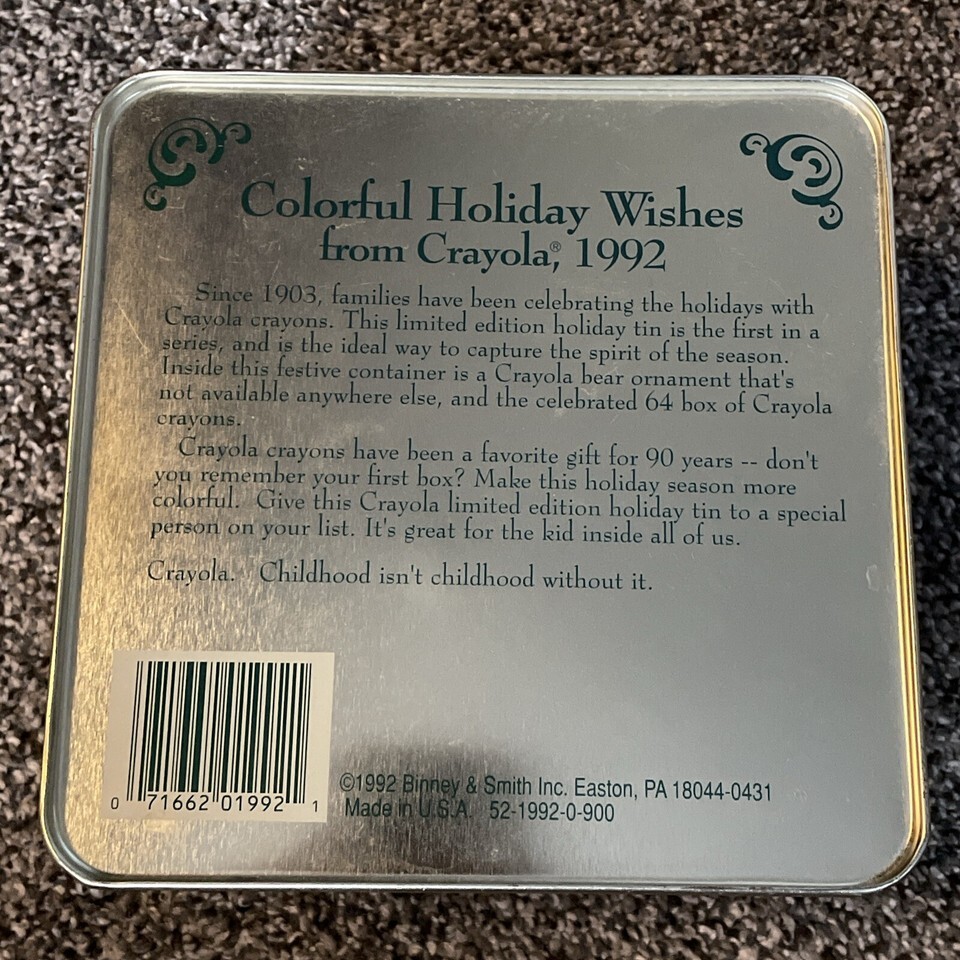 Colorful Holiday Wishes
from Crayola®, 1992
Since 1903, families have been celebrating the holidays with
Crayola crayons. This limited edition holiday tin is the first in a
series, and is the ideal way to capture the spirit of the season.
Inside this festive container is a Crayola bear ornament that's
not available anywhere else, and the celebrated 64 box of Crayola
crayons.
Crayola crayons have been a favorite gift for 90 years -- don't
you remember your first box? Make this holiday season more
colorful. Give this Crayola limited edition holiday tin to a special
person on your list. It's great for the kid inside all of us.
Crayola. Childhood isn't childhood without it.
0 71662 01992 1
©1992 Binney & Smith Inc. Easton, PA 18044-0431
Made in U.S.A. 52-1992-0-900